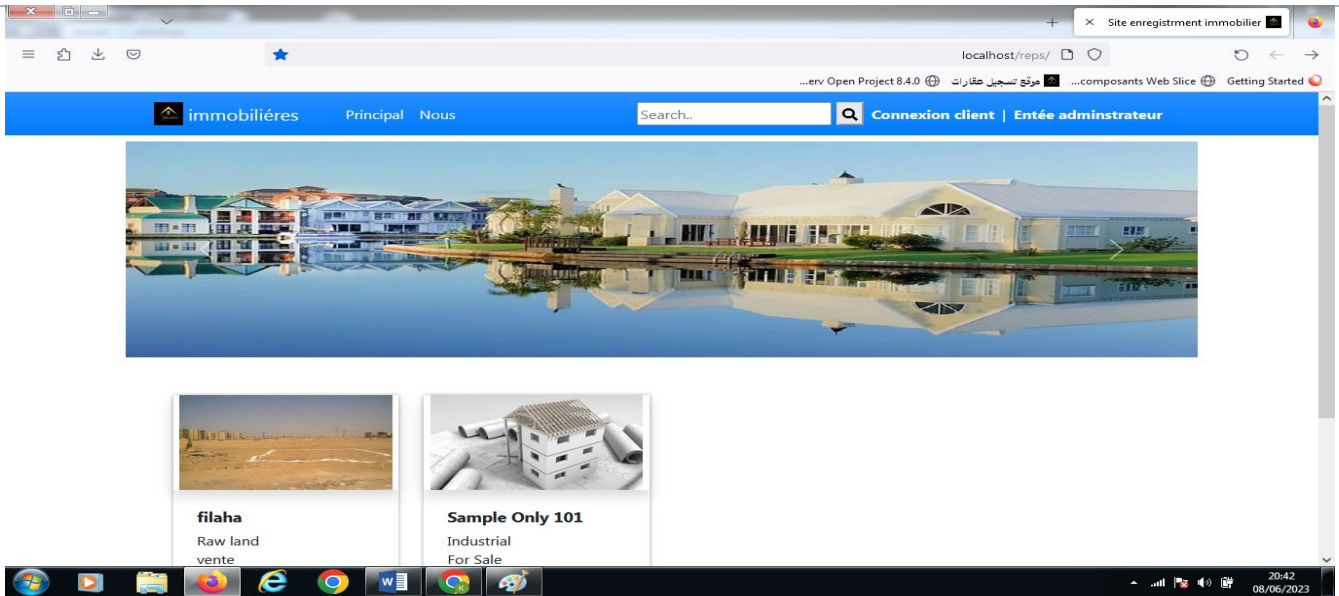 Site enregistrment immobilier
localhost/reps/
...erv Open Project 8.4.0 موقع تسجيل عقارات ...composants Web Slice Getting Started
immobiliéres Principal Nous Search.. Connexion client | Entée adminstrateur
filaha
Raw land
vente
Sample Only 101
Industrial
For Sale
20:42
08/06/2023